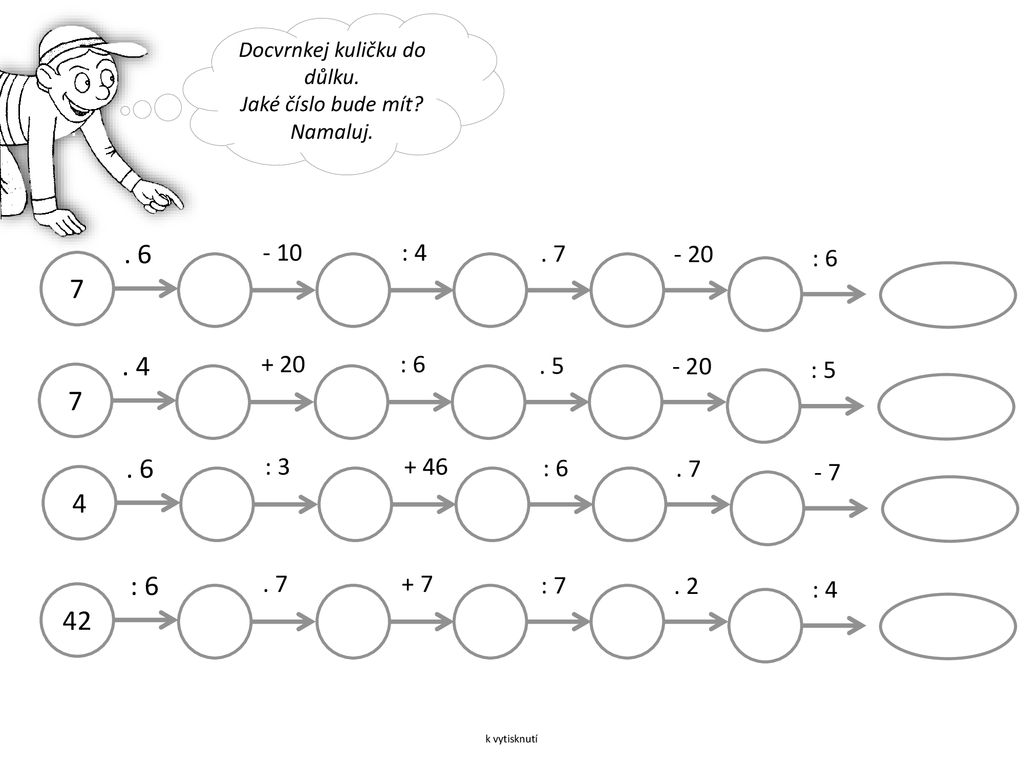 Docvrnkej kuličku do
důlku.
Jaké číslo bude mít?
Namaluj.
. 6 - 10 : 4 . 7 - 20 : 6
7
. 4 + 20 : 6 . 5 - 20 : 5
7
. 6 : 3 + 46 : 6 . 7 - 7
4
: 6 . 7 + 7 : 7 . 2 : 4
42
k vytisknutí